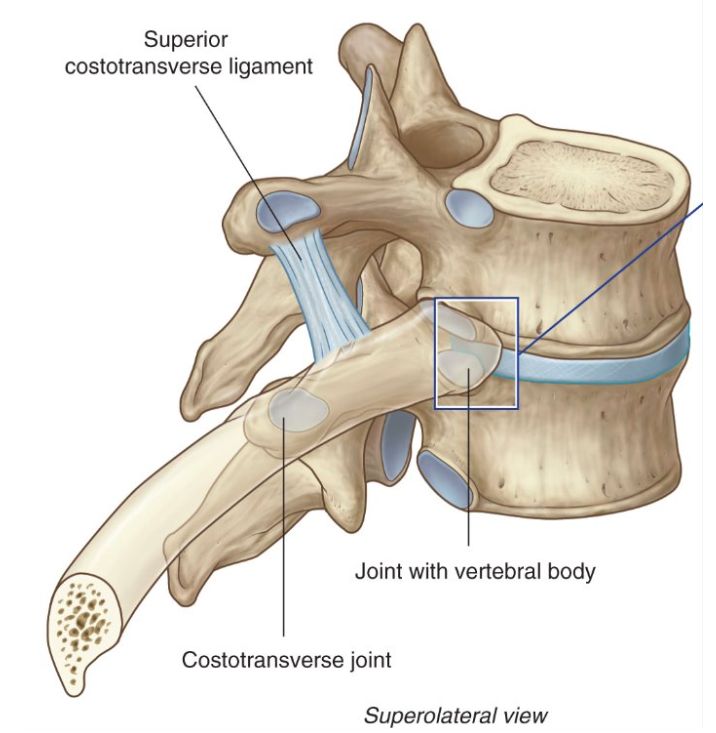 Superior
costotransverse ligament
Joint with vertebral body
Costotransverse joint
Superolateral view